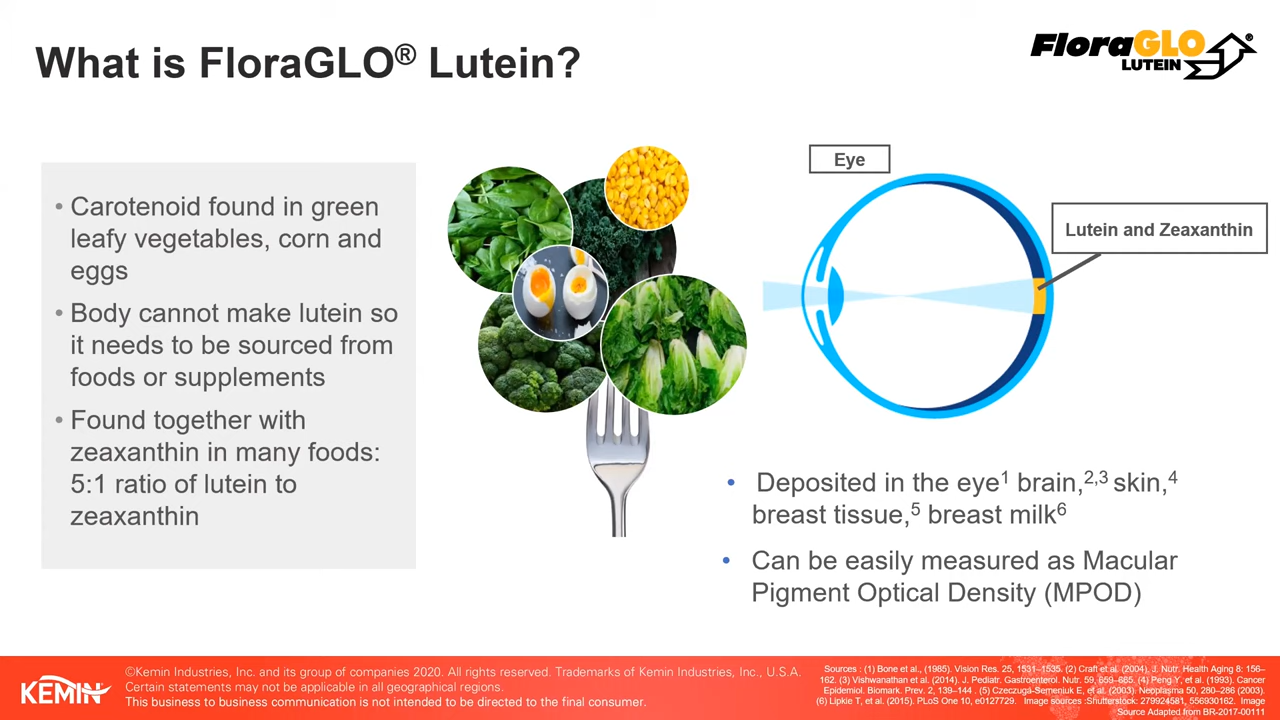 What is FloraGLO® Lutein?
FloraGLO®
LUTEIN
• Carotenoid found in green
leafy vegetables, corn and
eggs
• Body cannot make lutein so
it needs to be sourced from
foods or supplements
• Found together with
zeaxanthin in many foods:
5:1 ratio of lutein to
zeaxanthin
Eye
Lutein and Zeaxanthin
• Deposited in the eye¹ brain,²,³ skin,⁴
breast tissue,⁵ breast milk⁶
• Can be easily measured as Macular
Pigment Optical Density (MPOD)
KEMIN
©Kemin Industries, Inc. and its group of companies 2020. All rights reserved. Trademarks of Kemin Industries, Inc., U.S.A.
Certain statements may not be applicable in all geographical regions.
This business to business communication is not intended to be directed to the final consumer.
Sources : (1) Bone et al., (1985). Vision Res. 25, 1531–1535. (2) Craft et al. (2004). J. Nutr. Health Aging 8: 156–
162. (3) Vishwanathan et al. (2014). J. Pediatr. Gastroenterol. Nutr. 59, 659–665. (4) Peng Y, et al. (1993). Cancer
Epidemiol. Biomark. Prev. 2, 139–144 . (5) Czeczuga-Semeniuk E, et al. (2003). Neoplasma 50, 280–286 (2003).
(6) Lipkie T, et al. (2015). PLoS One 10, e0127729. Image sources :Shutterstock: 279924581, 556930162. Image
Source Adapted from BR-2017-00111